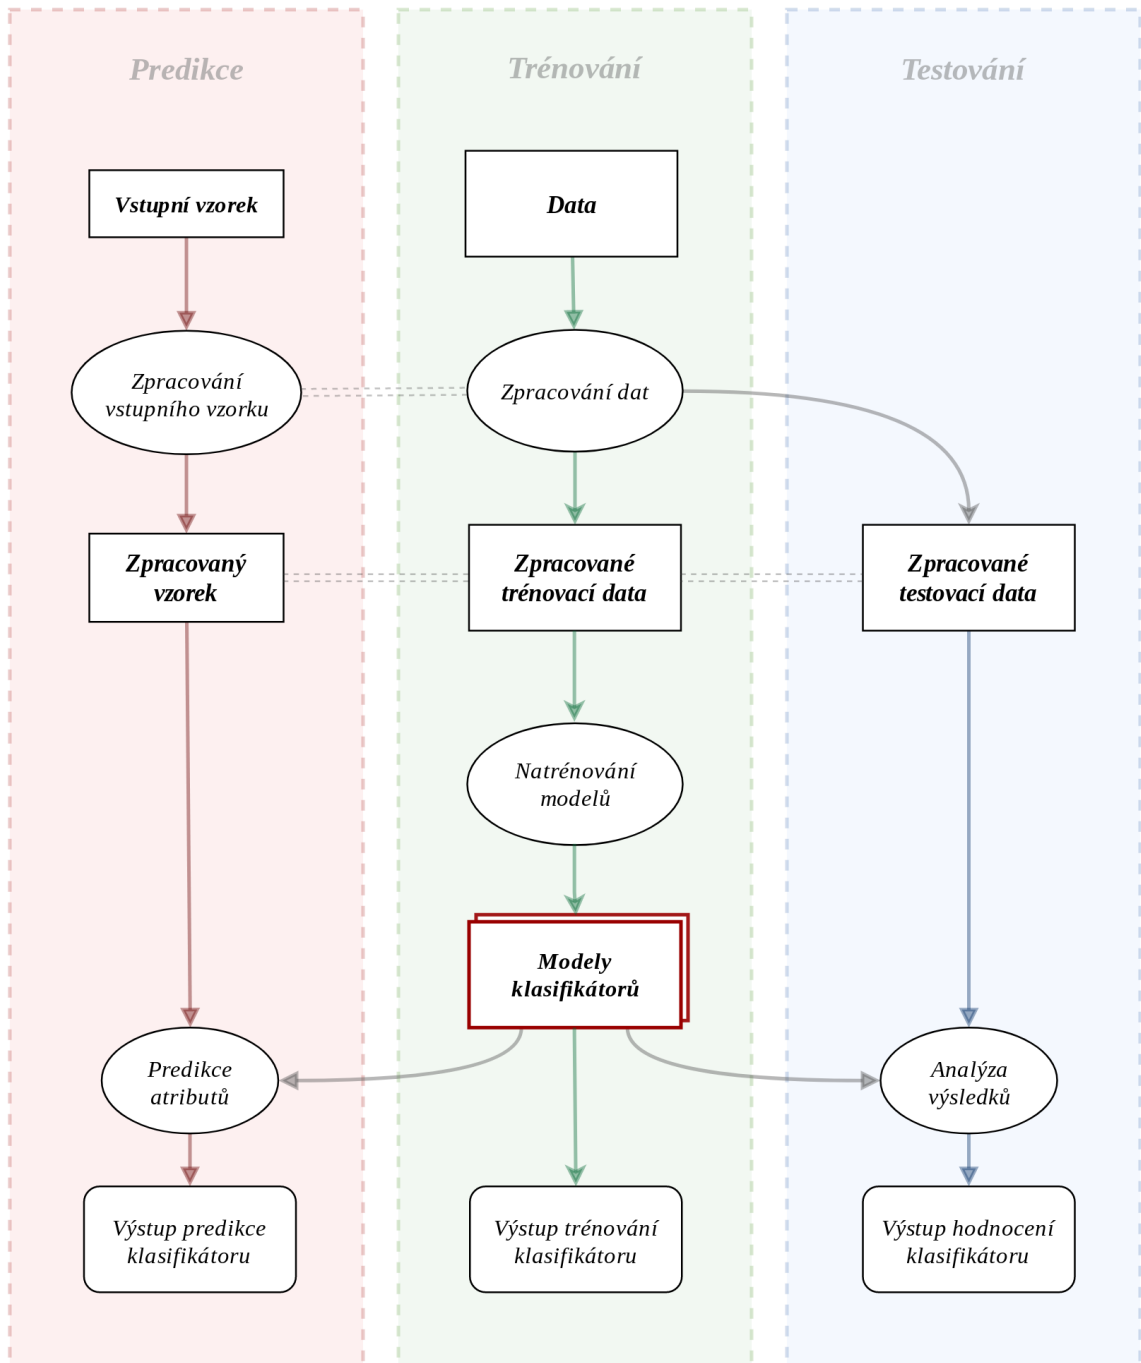 Predikce
Trénování
Testování
Vstupní vzorek
Data
Zpracování
vstupního vzorku
Zpracování dat
Zpracovaný
vzorek
Zpracované
trénovací data
Zpracované
testovací data
Natrénování
modelů
Modely
klasifikátorů
Predikce
atributů
Analýza
výsledků
Výstup predikce
klasifikátoru
Výstup trénování
klasifikátoru
Výstup hodnocení
klasifikátoru